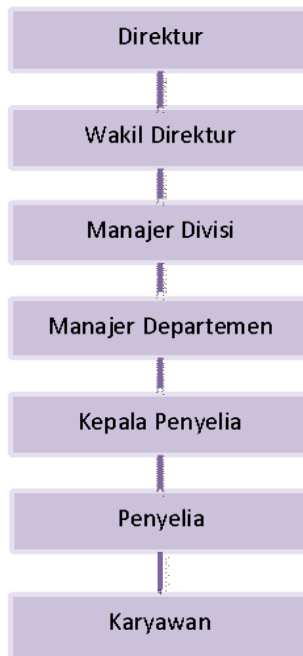 Direktur
Wakil Direktur
Manajer Divisi
Manajer Departemen
Kepala Penyelia
Penyelia
Karyawan